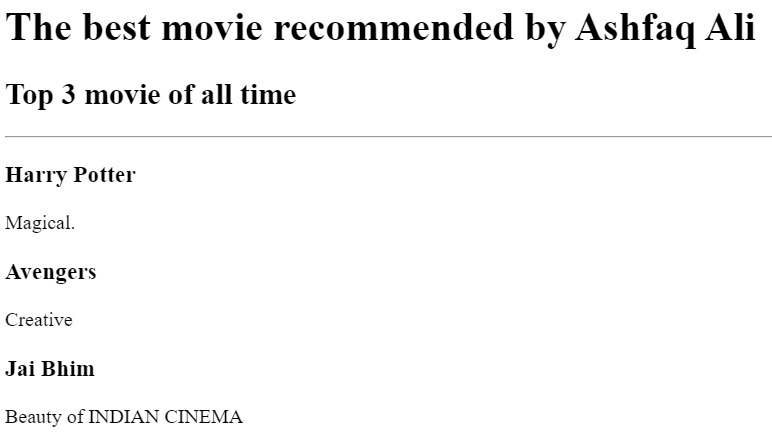 The best movie recommended by Ashfaq Ali
Top 3 movie of all time
Harry Potter
Magical.
Avengers
Creative
Jai Bhim
Beauty of INDIAN CINEMA